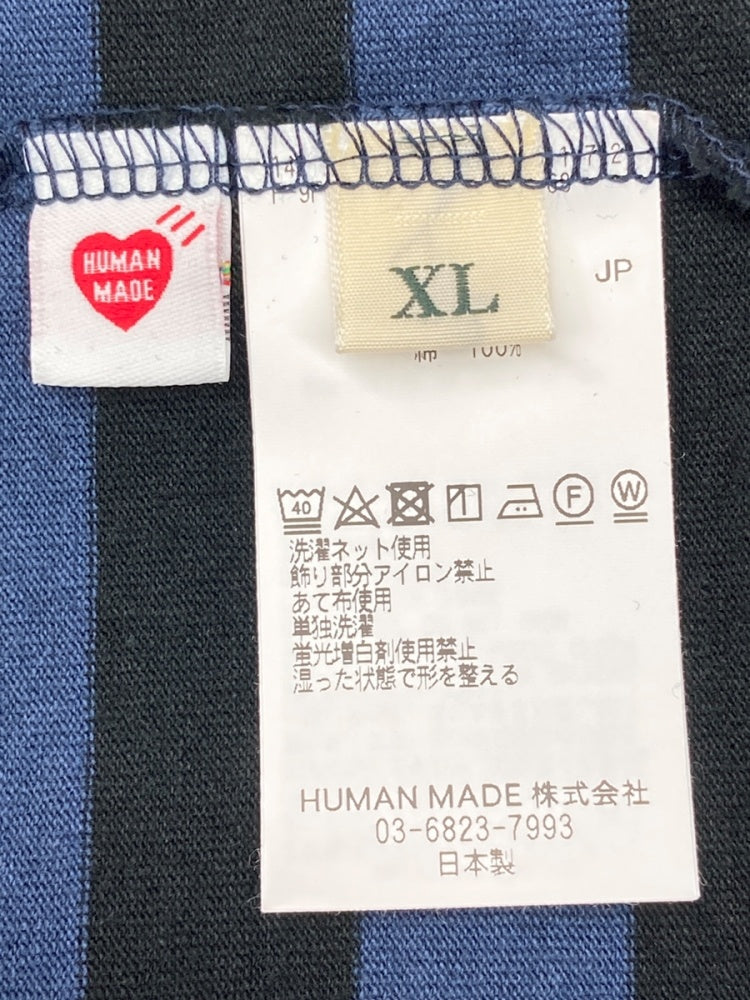 HUMAN
MADE
XL
JP
綿 100%
40
F
W
洗濯ネット使用
飾り部分アイロン禁止
あて布使用
単独洗濯
蛍光増白剤使用禁止
湿った状態で形を整える
HUMAN MADE 株式会社
03-6823-7993
日本製